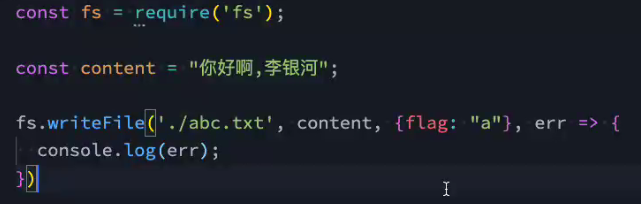 const fs = require('fs');
const content = "你好啊,李银河";
fs.writeFile('./abc.txt', content, {flag: "a"}, err => {
  console.log(err);
})